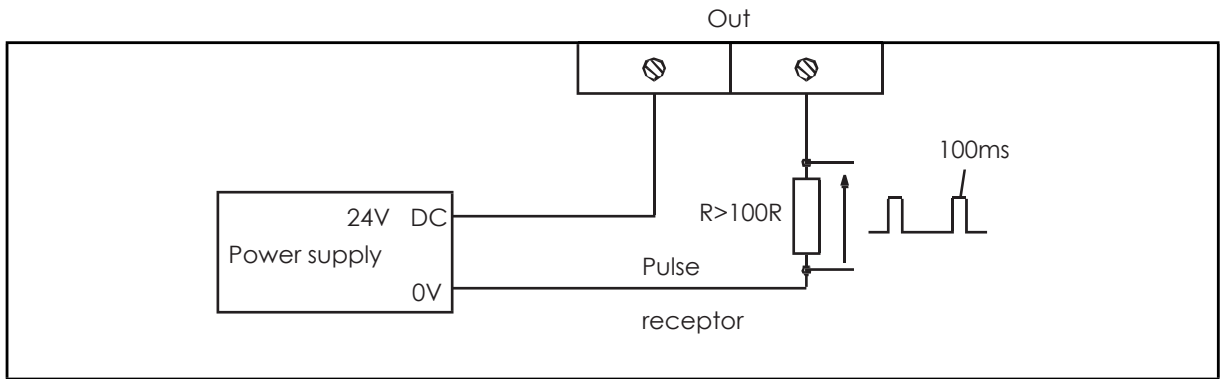 Out
100ms
R>100R
24V DC
Power supply
0V
Pulse
receptor